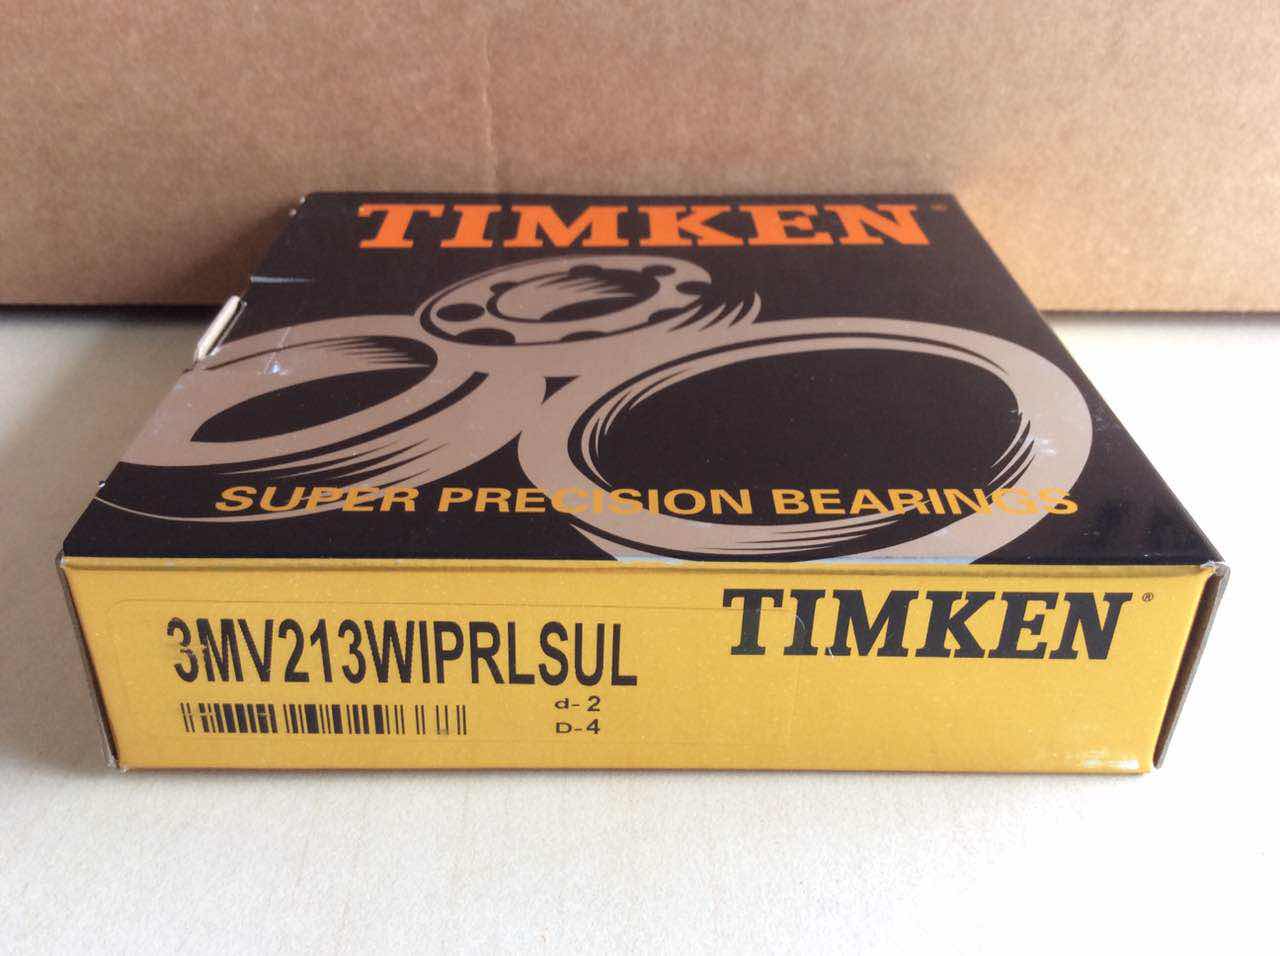 TIMKEN
SUPER PRECISION BEARINGS
TIMKEN®
3MV213WIPRLSUL
d-2
D-4